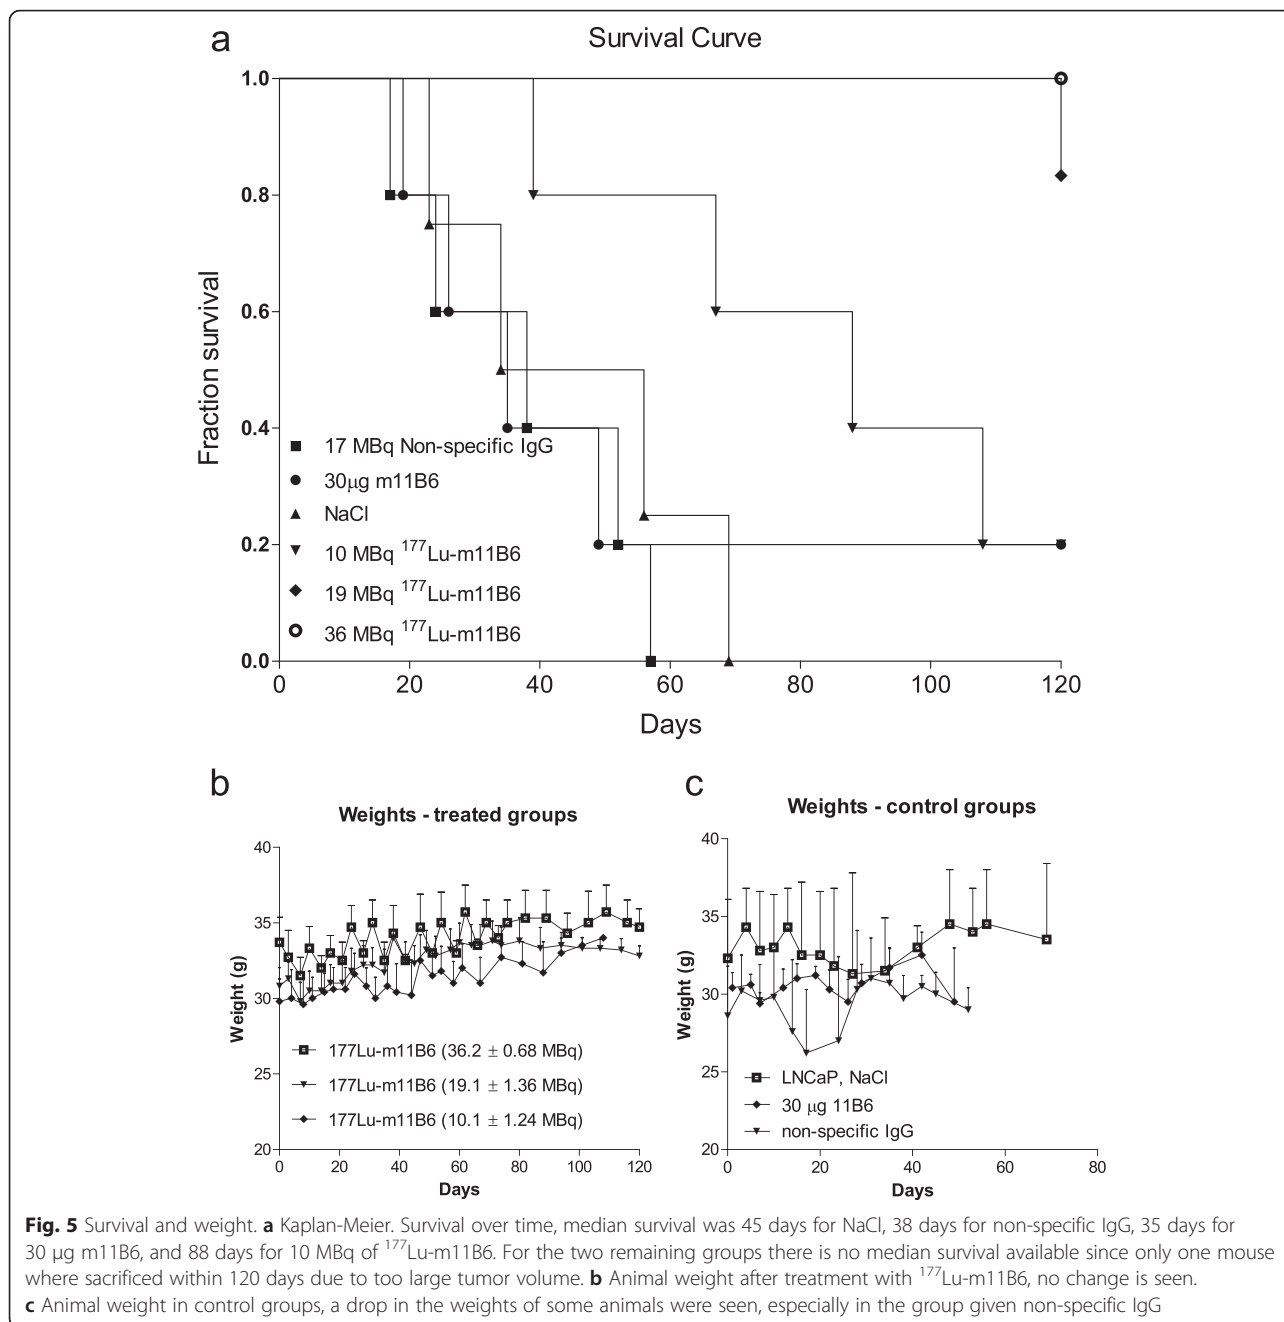 a
Survival Curve
1.0
0.8
0.6
0.4
0.2
0.0
Fraction survival
17 MBq Non-specific IgG
30μg m11B6
NaCl
10 MBq 177Lu-m11B6
19 MBq 177Lu-m11B6
36 MBq 177Lu-m11B6
0 20 40 60 80 100 120
Days
b
Weights - treated groups
40
35
30
25
20
Weight (g)
177Lu-m11B6 (36.2 ± 0.68 MBq)
177Lu-m11B6 (19.1 ± 1.36 MBq)
177Lu-m11B6 (10.1 ± 1.24 MBq)
0 20 40 60 80 100 120
Days
c
Weights - control groups
40
35
30
25
20
Weight (g)
LNCaP, NaCl
30 μg 11B6
non-specific IgG
0 20 40 60 80
Days
Fig. 5 Survival and weight. a Kaplan-Meier. Survival over time, median survival was 45 days for NaCl, 38 days for non-specific IgG, 35 days for
30 μg m11B6, and 88 days for 10 MBq of 177Lu-m11B6. For the two remaining groups there is no median survival available since only one mouse
where sacrificed within 120 days due to too large tumor volume. b Animal weight after treatment with 177Lu-m11B6, no change is seen.
c Animal weight in control groups, a drop in the weights of some animals were seen, especially in the group given non-specific IgG